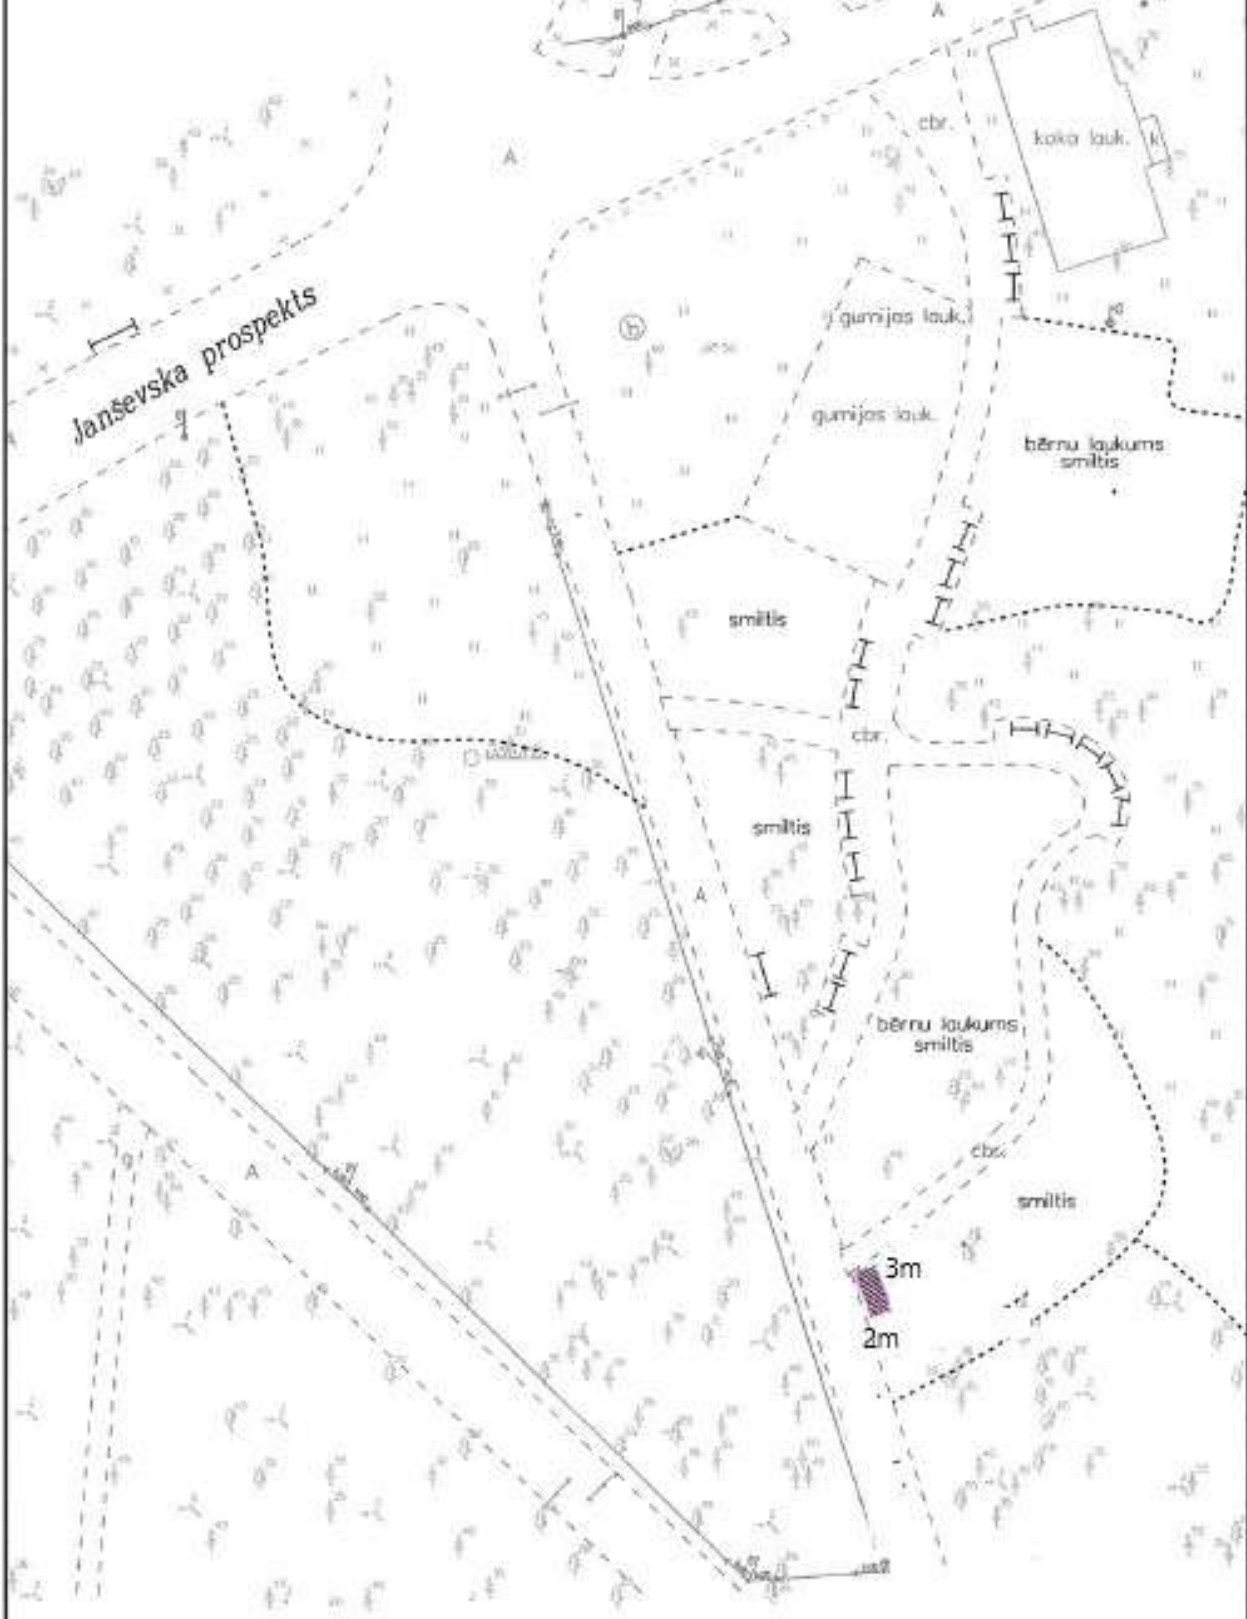 A
cbr.
koka lauk.
k
A
Janševska prospekts
gumijas lauk.
b
gumijas lauk.
bērnu laukums
smiltis
smiltis
cbr.
smiltis
A
bērnu laukums
smiltis
cbr.
A
smiltis
3m
2m